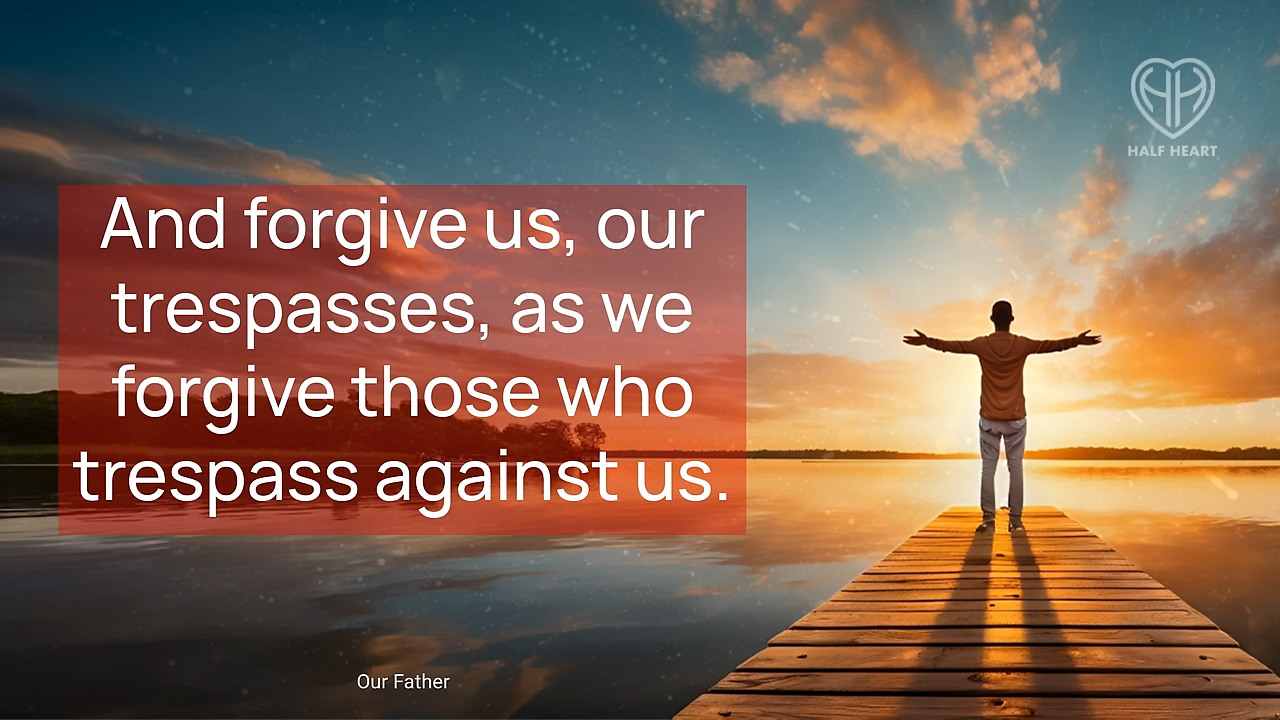 HALF HEART
And forgive us, our
trespasses, as we
forgive those who
trespass against us.
Our Father